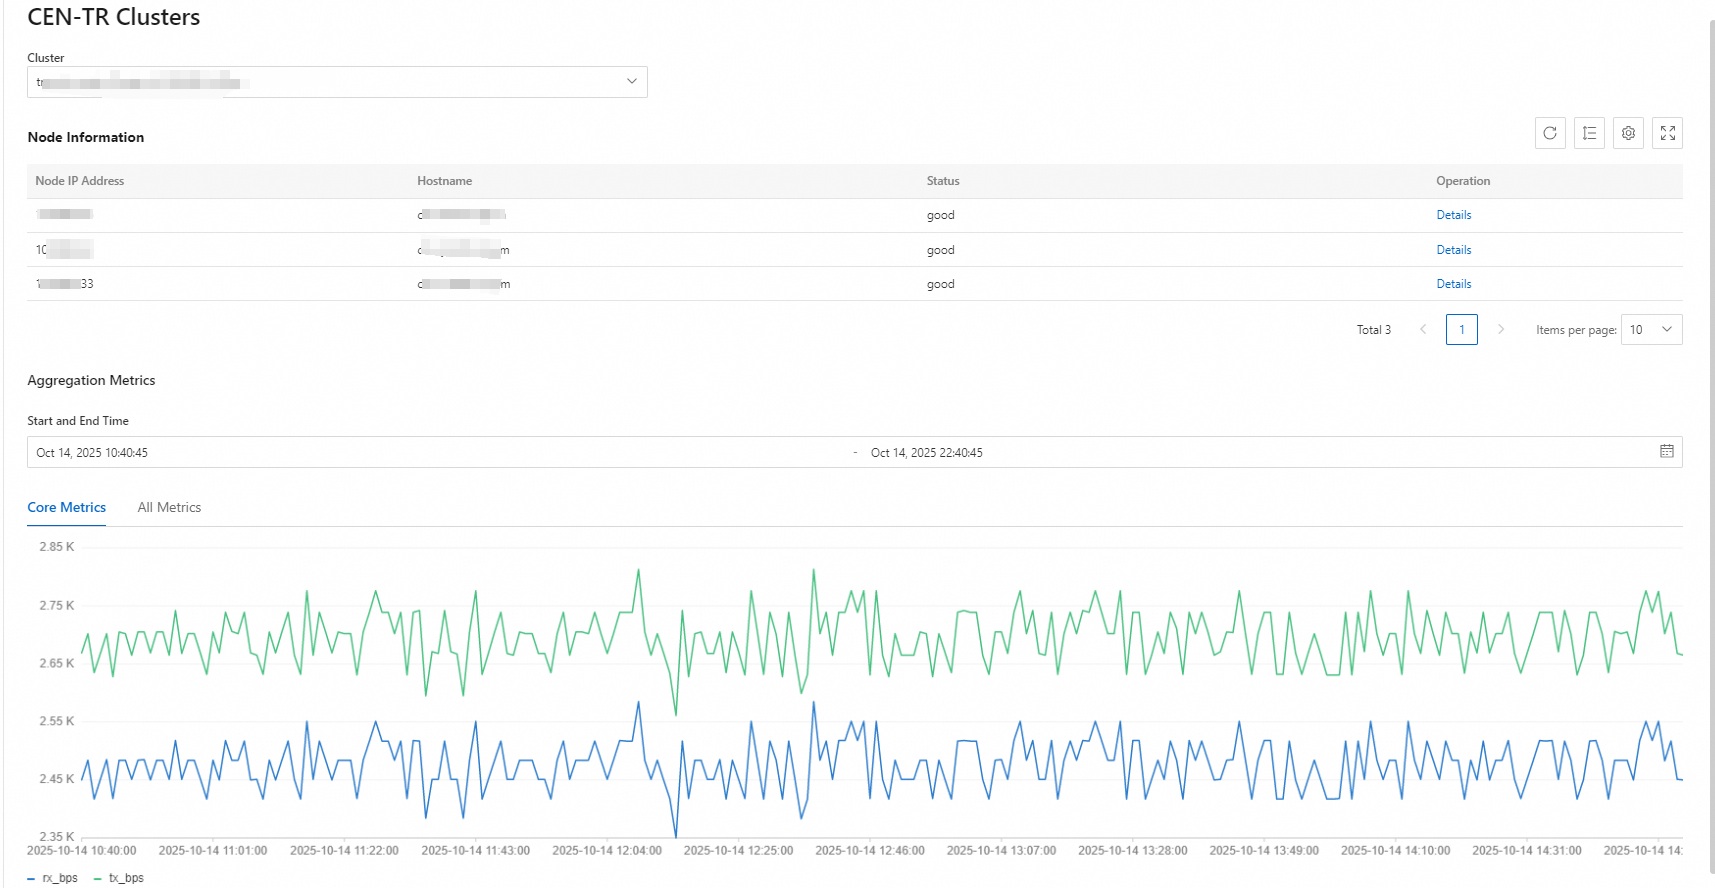 CEN-TR Clusters
Cluster
Node Information
Node IP Address Hostname Status Operation
good Details
10 m good Details
33 m good Details
Total 3 1 Items per page: 10
Aggregation Metrics
Start and End Time
Oct 14, 2025 10:40:45 - Oct 14, 2025 22:40:45
Core Metrics All Metrics
2.85 K
2.75 K
2.65 K
2.55 K
2.45 K
2.35 K
2025-10-14 10:40:00 2025-10-14 11:01:00 2025-10-14 11:22:00 2025-10-14 11:43:00 2025-10-14 12:04:00 2025-10-14 12:25:00 2025-10-14 12:46:00 2025-10-14 13:07:00 2025-10-14 13:28:00 2025-10-14 13:49:00 2025-10-14 14:10:00 2025-10-14 14:31:00 2025-10-14 14:
rx_bps tx_bps